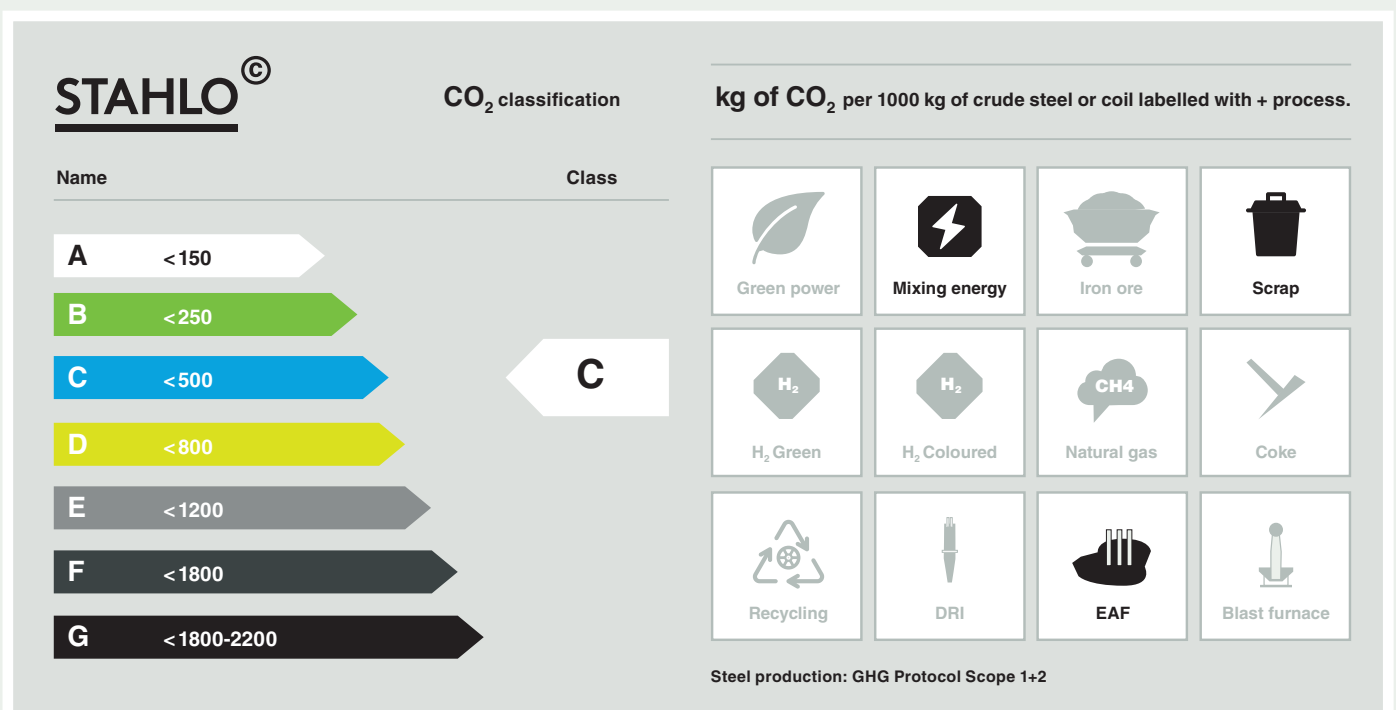 STAHLO ©
CO₂ classification
Name Class
A <150
B <250
C <500
C
D <800
E <1200
F <1800
G <1800-2200
kg of CO₂ per 1000 kg of crude steel or coil labelled with + process.
Green power
Mixing energy
Iron ore
Scrap
H₂
H₂ Green
H₂
H₂ Coloured
CH4
Natural gas
Coke
Recycling
DRI
EAF
Blast furnace
Steel production: GHG Protocol Scope 1+2